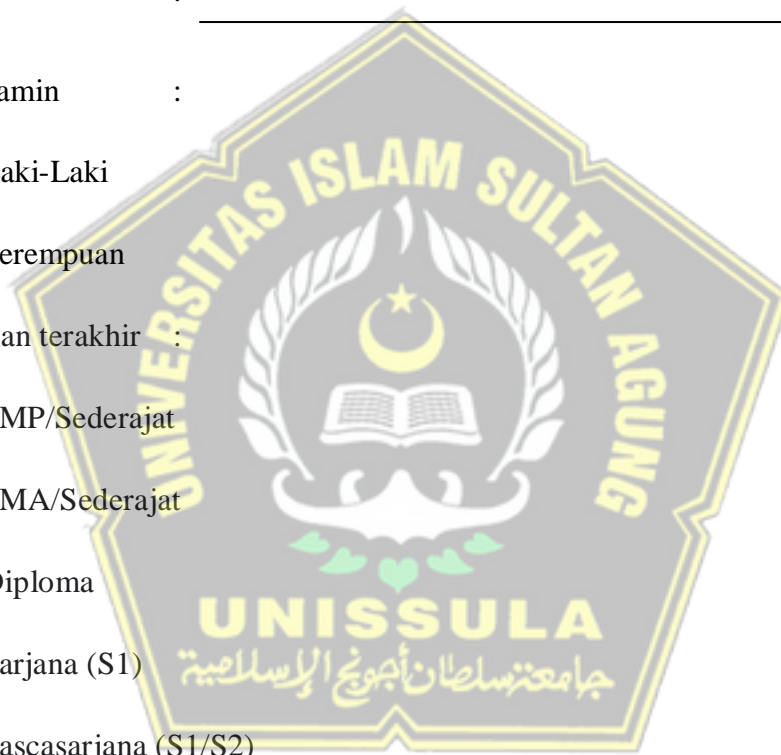 :
amin :
aki-Laki
erempuan
an terakhir :
MP/Sederajat
MA/Sederajat
Diploma
arjana (S1)
ascasarjana (S1/S2)
UNIVERSITAS ISLAM SULTAN AGUNG
UNISSULA
جامعة سلطان أجونج الإسلامية